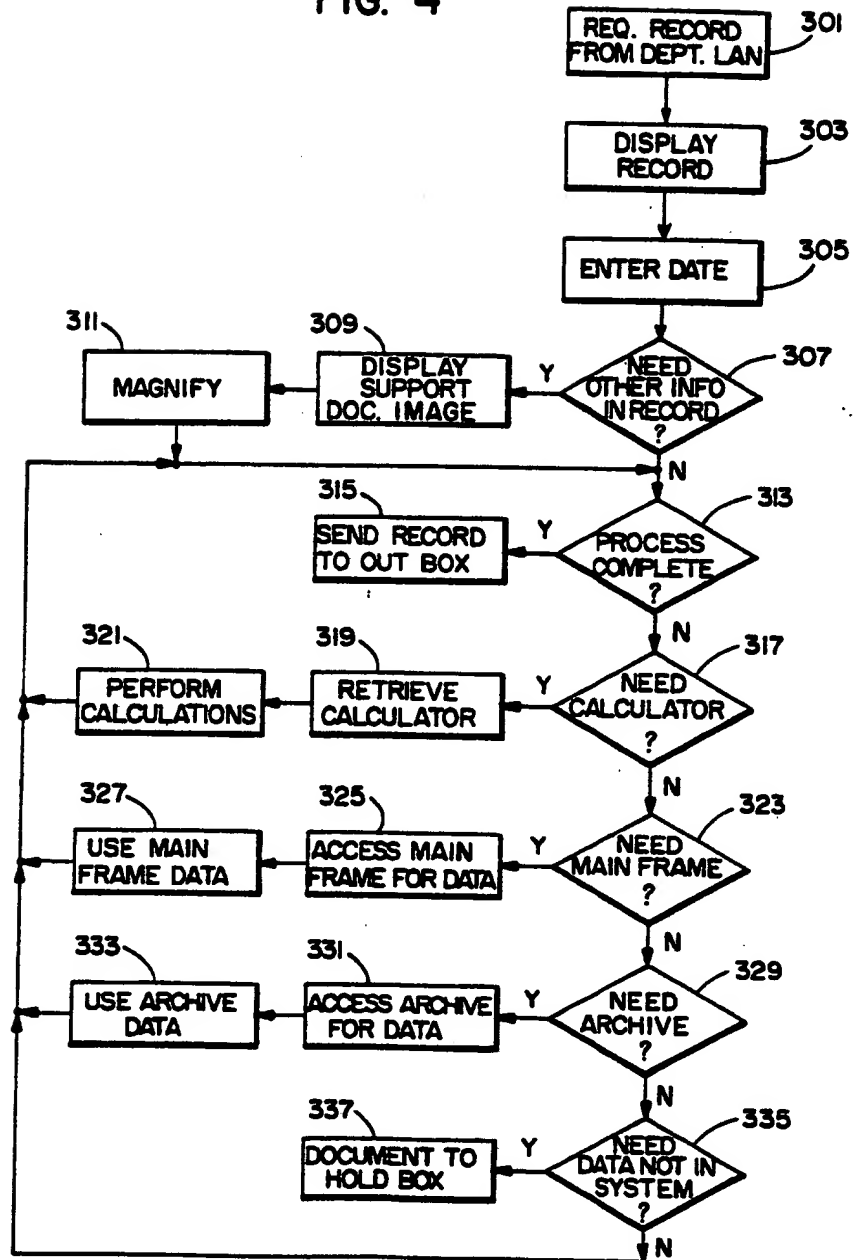 FIG. 4
REQ. RECORD
FROM DEPT. LAN
301
DISPLAY
RECORD
303
ENTER DATE
305
311
MAGNIFY
309
DISPLAY
SUPPORT
DOC. IMAGE
Y
NEED
OTHER INFO
IN RECORD
?
307
N
315
SEND RECORD
TO OUT BOX
Y
PROCESS
COMPLETE
?
313
N
321
PERFORM
CALCULATIONS
319
RETRIEVE
CALCULATOR
Y
NEED
CALCULATOR
?
317
N
327
USE MAIN
FRAME DATA
325
ACCESS MAIN
FRAME FOR DATA
Y
NEED
MAIN FRAME
?
323
N
333
USE ARCHIVE
DATA
331
ACCESS ARCHIVE
FOR DATA
Y
NEED
ARCHIVE
?
329
N
337
DOCUMENT TO
HOLD BOX
Y
NEED
DATA NOT IN
SYSTEM
?
335
N